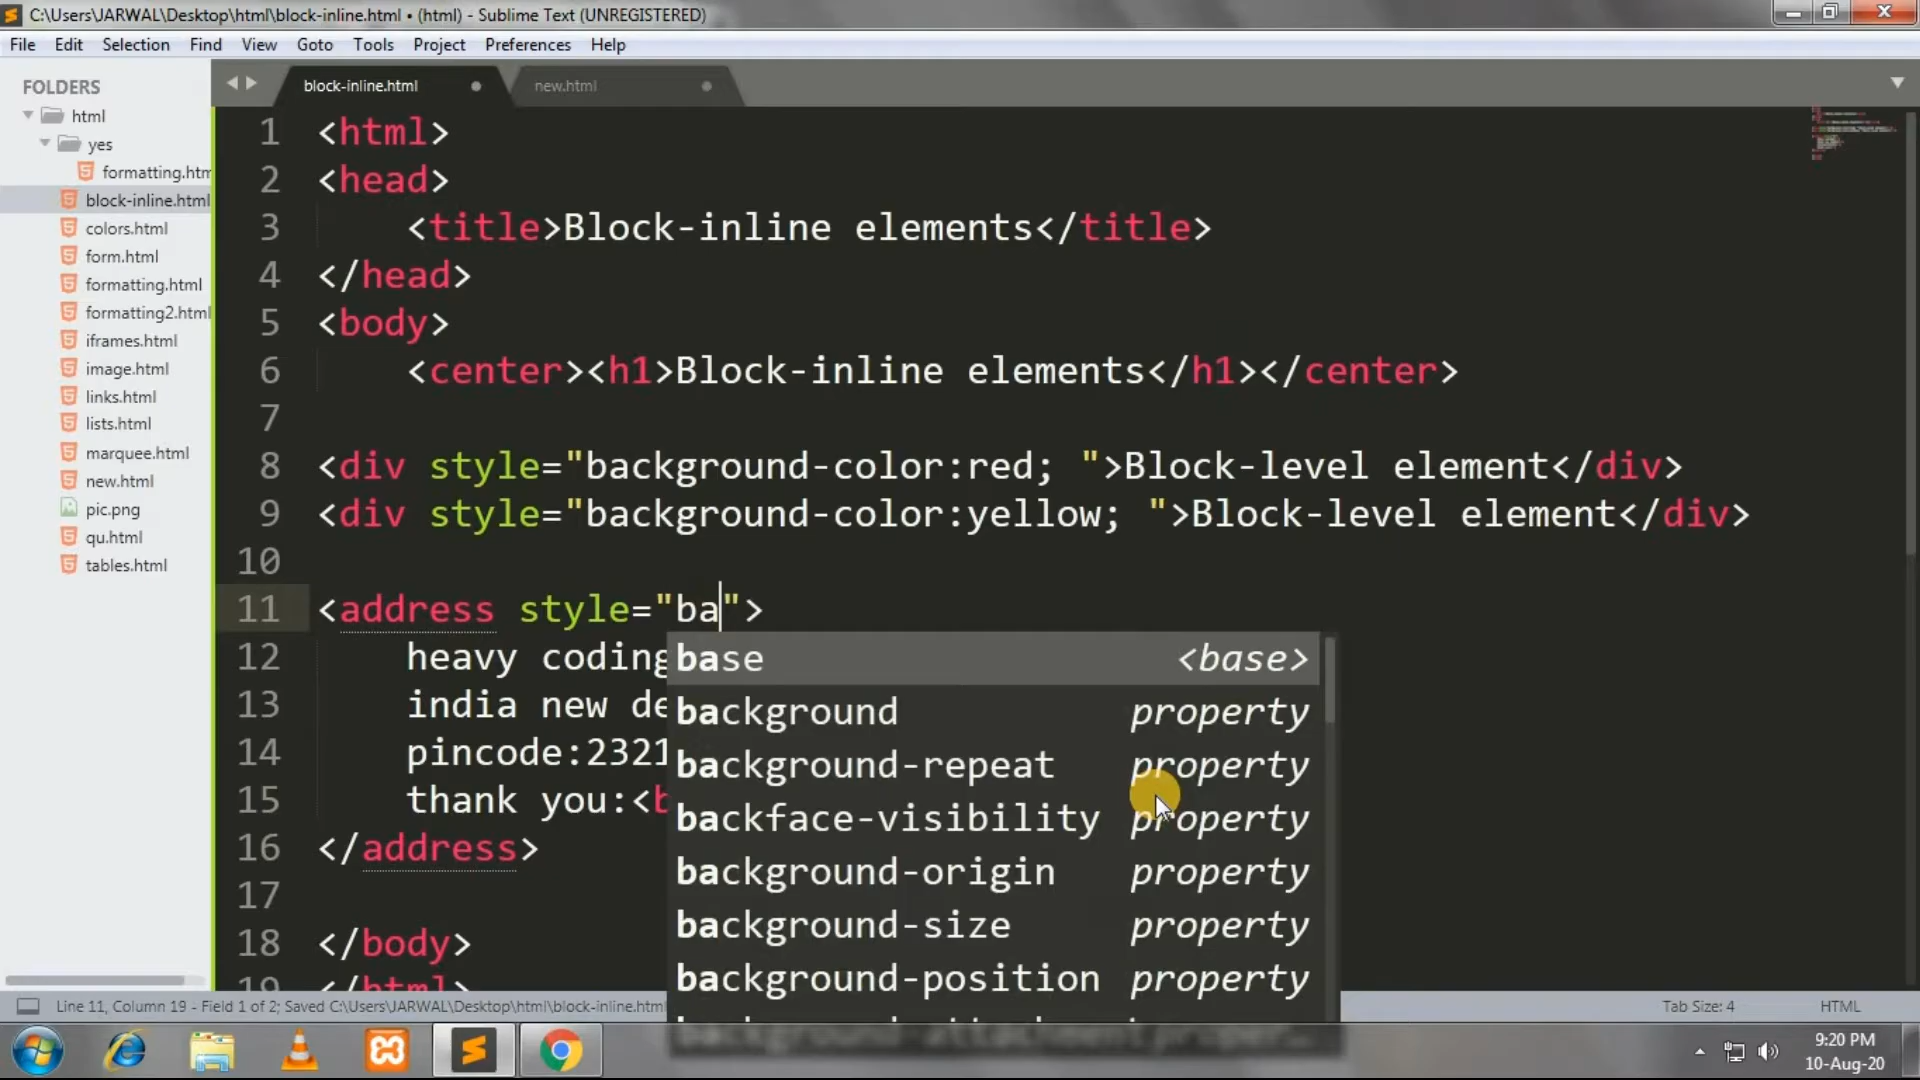 C:\Users\JARWAL\Desktop\html\block-inline.html • (html) - Sublime Text (UNREGISTERED)
File Edit Selection Find View Goto Tools Project Preferences Help
FOLDERS
html
yes
formatting.htm
block-inline.html
colors.html
form.html
formatting.html
formatting2.html
iframes.html
image.html
links.html
lists.html
marquee.html
new.html
pic.png
qu.html
tables.html
block-inline.html
new.html
1 <html>
2 <head>
3 <title>Block-inline elements</title>
4 </head>
5 <body>
6 <center><h1>Block-inline elements</h1></center>
7
8 <div style="background-color:red; ">Block-level element</div>
9 <div style="background-color:yellow; ">Block-level element</div>
10
11 <address style="ba">
12 heavy coding
13 india new de
14 pincode:2321
15 thank you:<b
16 </address>
17
18 </body>
19 </html>
base <base>
background property
background-repeat property
backface-visibility property
background-origin property
background-size property
background-position property
Line 11, Column 19 - Field 1 of 2; Saved C:\Users\JARWAL\Desktop\html\block-inline.html
Tab Size: 4
HTML
9:20 PM
10-Aug-20